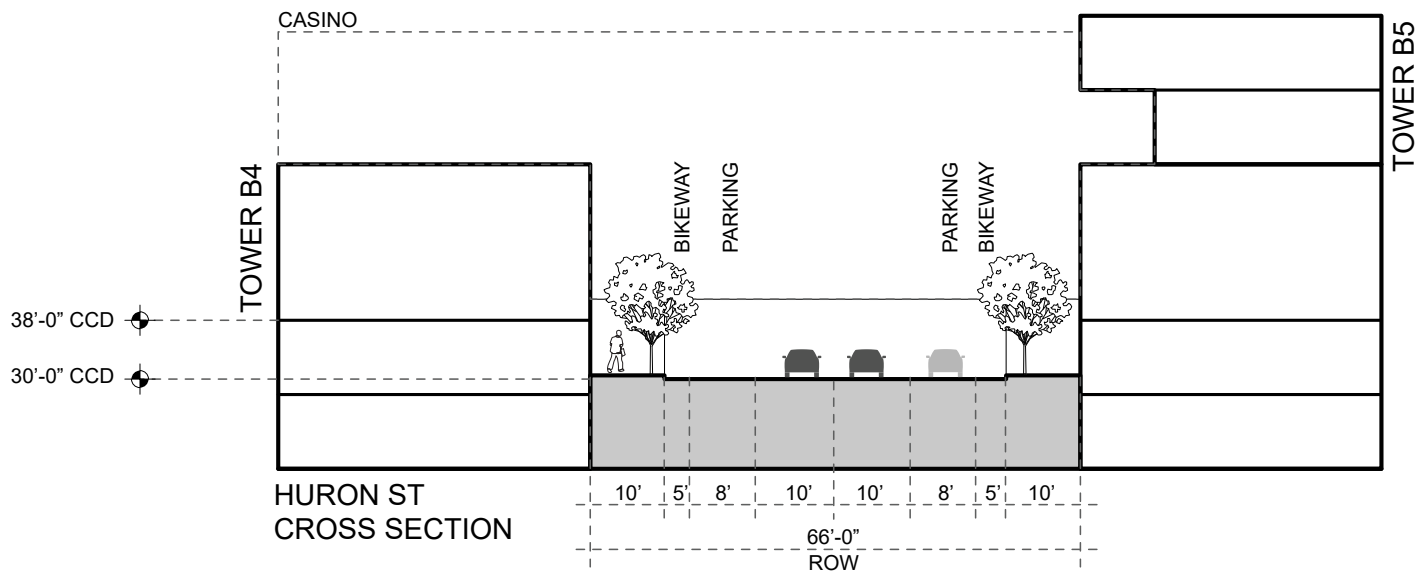 CASINO
TOWER B5
TOWER B4
BIKEWAY
PARKING
PARKING
BIKEWAY
38’-0” CCD
30’-0” CCD
HURON ST
CROSS SECTION
10’ 5’ 8’ 10’ 10’ 8’ 5’ 10’
66’-0”
ROW